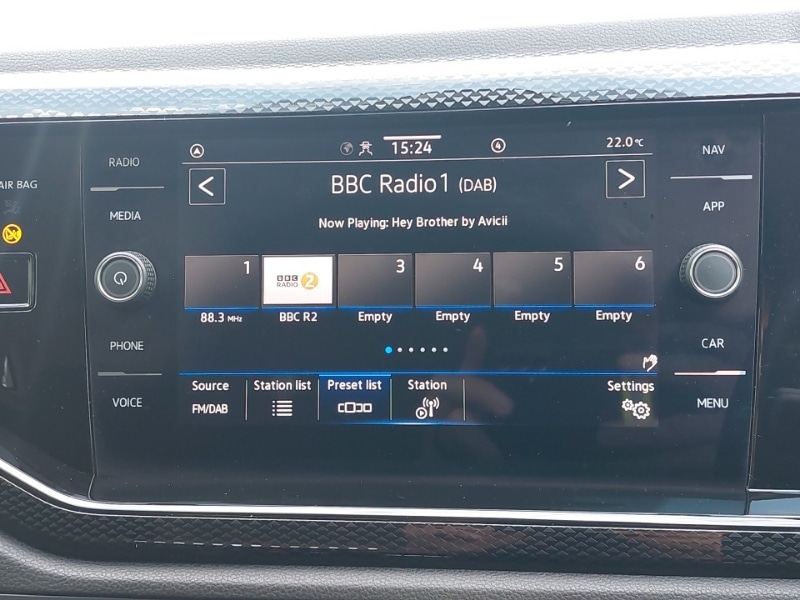 15:24
4
22.0°C
RADIO
NAV
BBC Radio1 (DAB)
AIR BAG
MEDIA
APP
Now Playing: Hey Brother by Avicii
1
BBC RADIO 2
3
4
5
6
88.3 MHz
BBC R2
Empty
Empty
Empty
Empty
PHONE
CAR
Source
Station list
Preset list
Station
Settings
FM/DAB
VOICE
MENU